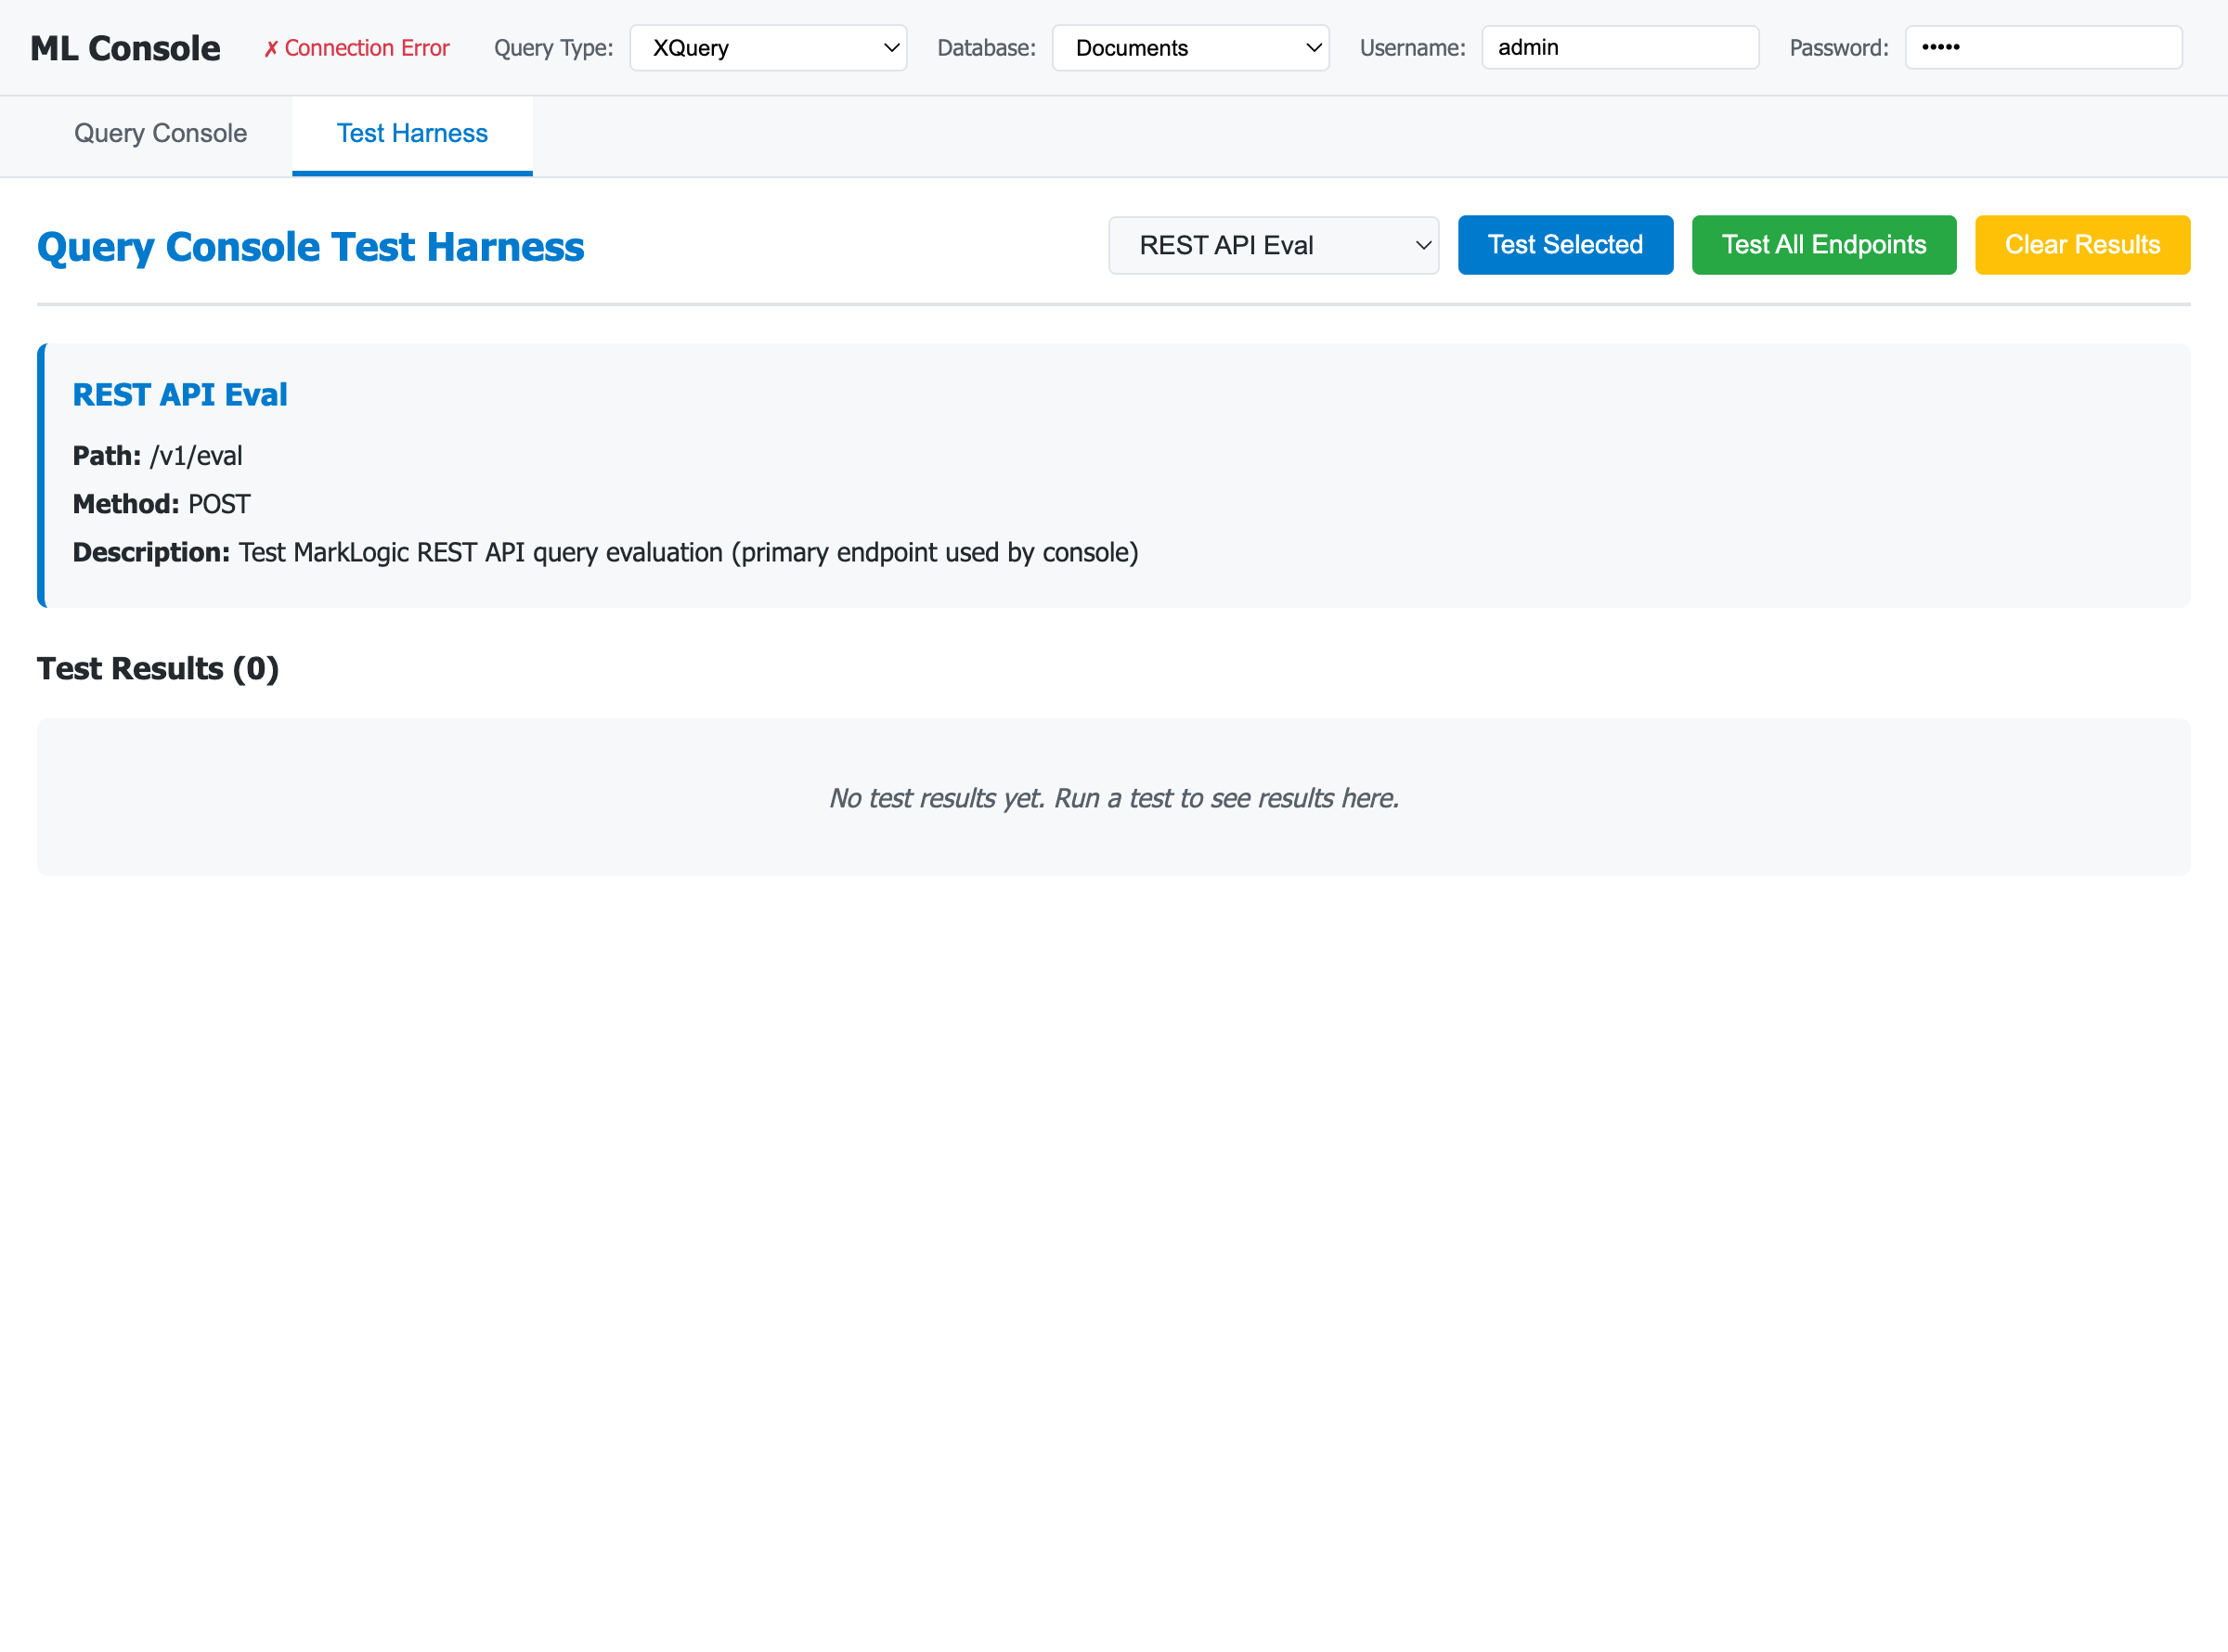 ML Console ✗ Connection Error Query Type: XQuery Database: Documents Username: admin Password: •••••
Query Console Test Harness
Query Console Test Harness REST API Eval Test Selected Test All Endpoints Clear Results
REST API Eval
Path: /v1/eval
Method: POST
Description: Test MarkLogic REST API query evaluation (primary endpoint used by console)
Test Results (0)
No test results yet. Run a test to see results here.